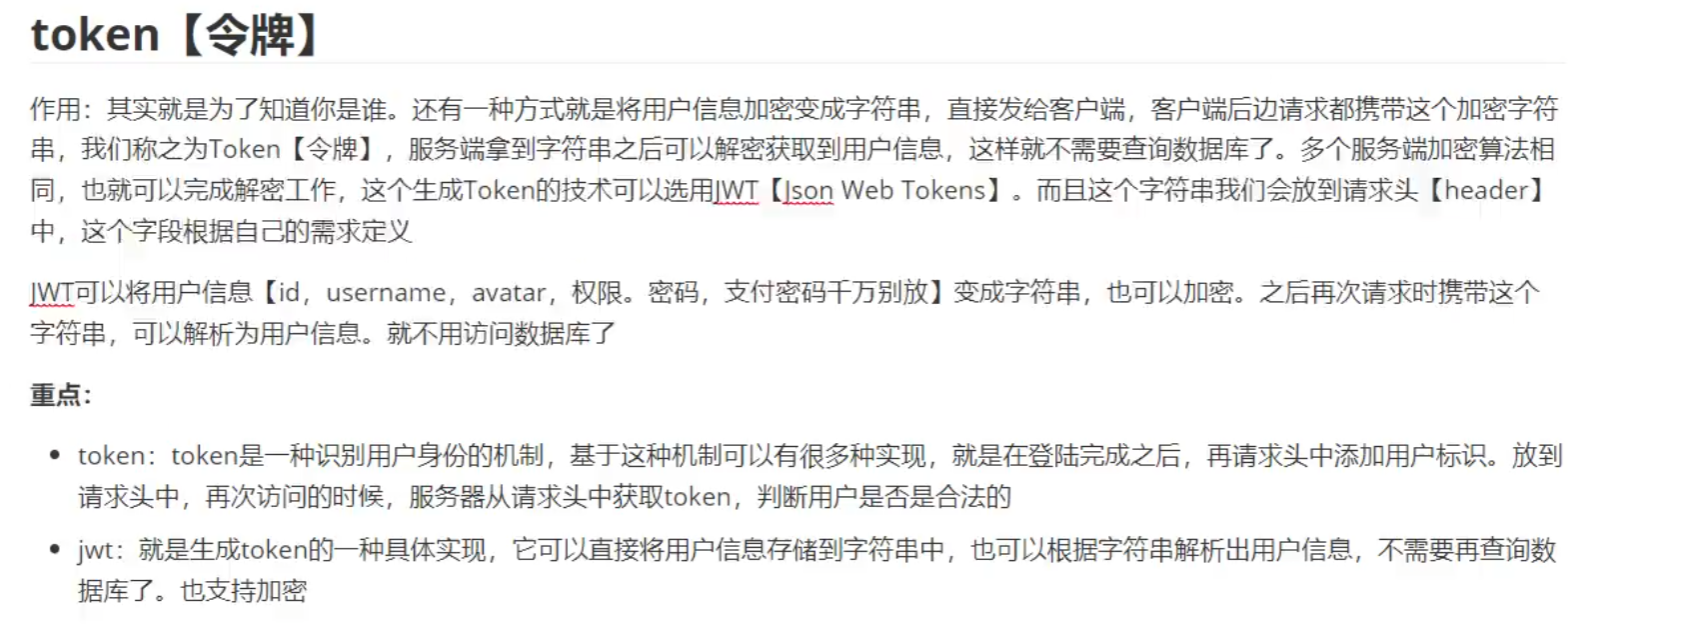 token【令牌】
作用：其实就是为了知道你是谁。还有一种方式就是将用户信息加密变成字符串，直接发给客户端，客户端后边请求都携带这个加密字符
串，我们称之为Token【令牌】，服务端拿到字符串之后可以解密获取到用户信息，这样就不需要查询数据库了。多个服务端加密算法相
同，也就可以完成解密工作，这个生成Token的技术可以选用JWT【Json Web Tokens】。而且这个字符串我们会放到请求头【header】
中，这个字段根据自己的需求定义
JWT可以将用户信息【id，username，avatar，权限。密码，支付密码千万别放】变成字符串，也可以加密。之后再次请求时携带这个
字符串，可以解析为用户信息。就不用访问数据库了
重点：
• token：token是一种识别用户身份的机制，基于这种机制可以有很多种实现，就是在登陆完成之后，再请求头中添加用户标识。放到
请求头中，再次访问的时候，服务器从请求头中获取token，判断用户是否是合法的
• jwt：就是生成token的一种具体实现，它可以直接将用户信息存储到字符串中，也可以根据字符串解析出用户信息，不需要再查询数
据库了。也支持加密